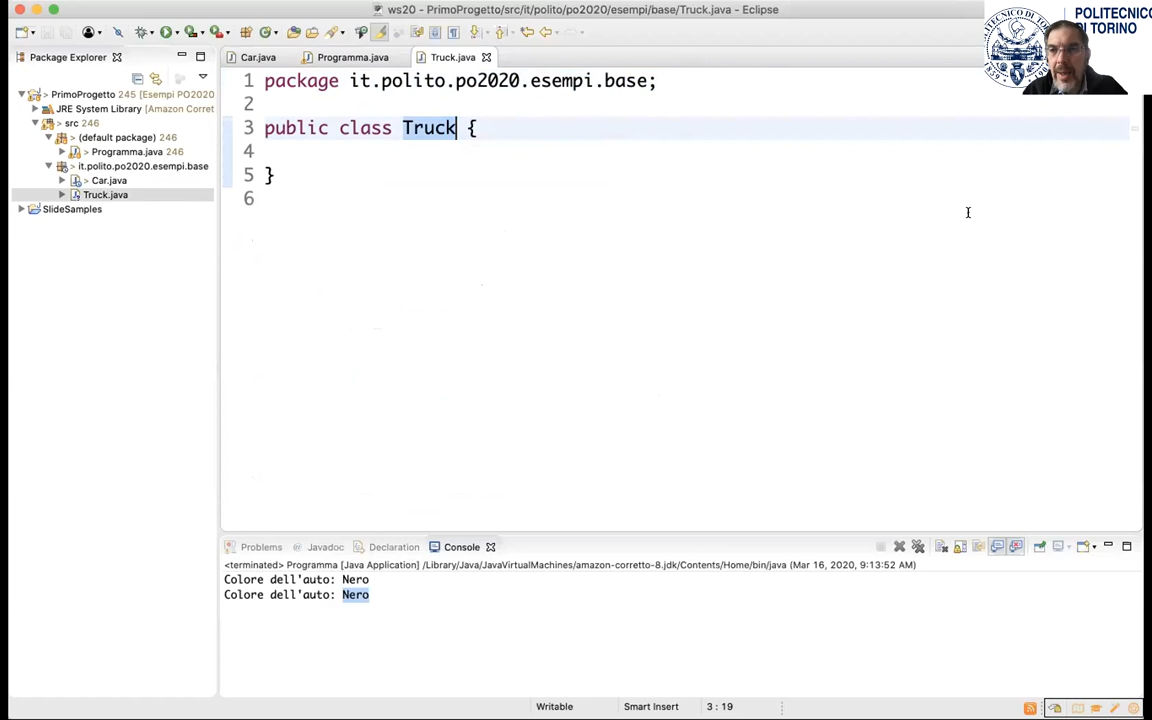 ws20 - PrimoProgetto/src/it/polito/po2020/esempi/base/Truck.java - Eclipse
POLITECNICO
DI TORINO
Package Explorer
Car.java
Programma.java
Truck.java
> PrimoProgetto 245 [Esempi PO2020
JRE System Library [Amazon Corret
> src 246
> (default package) 246
> Programma.java 246
> it.polito.po2020.esempi.base
> Car.java
Truck.java
> SlideSamples
1 package it.polito.po2020.esempi.base;
2
3 public class Truck {
4
5 }
6
Problems @ Javadoc Declaration Console
<terminated> Programma [Java Application] /Library/Java/JavaVirtualMachines/amazon-corretto-8.jdk/Contents/Home/bin/java (Mar 16, 2020, 9:13:52 AM)
Colore dell'auto: Nero
Colore dell'auto: Nero
Writable Smart Insert 3 : 19